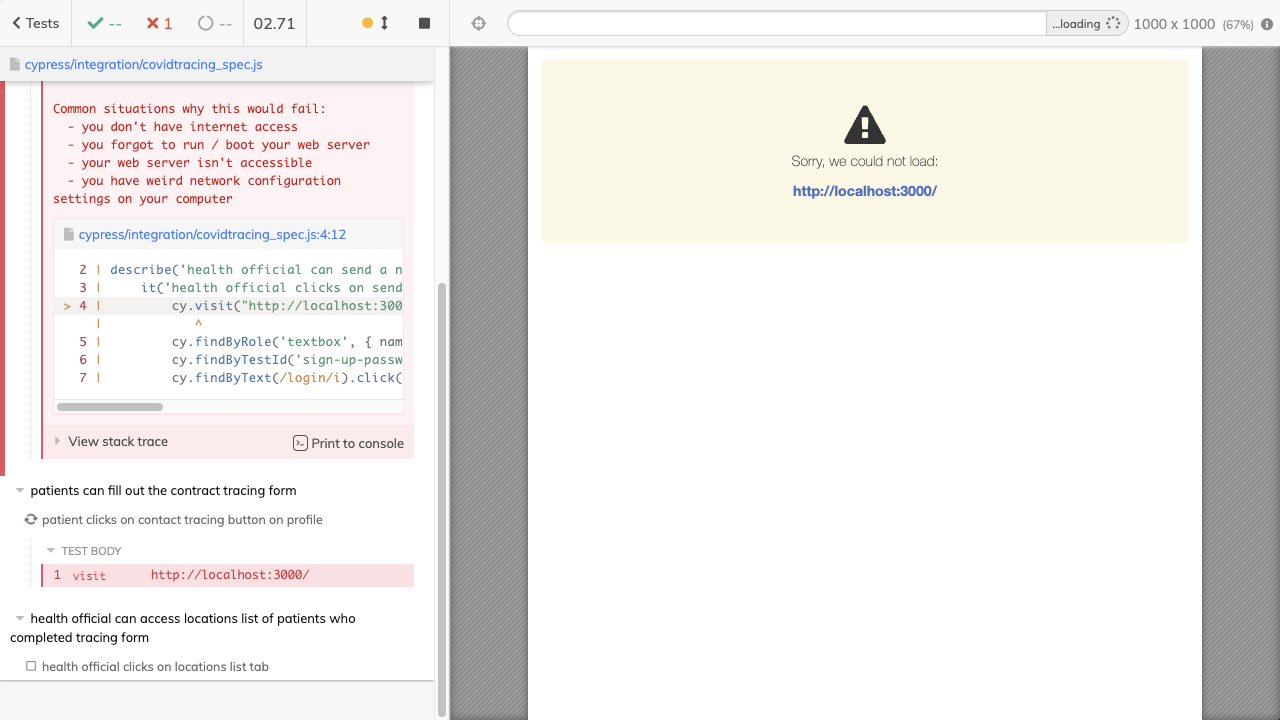 Tests
--
1
--
02.71
...loading
1000 x 1000 (67%)
cypress/integration/covidtracing_spec.js
Common situations why this would fail:
- you don't have internet access
- you forgot to run / boot your web server
- your web server isn't accessible
- you have weird network configuration
settings on your computer
cypress/integration/covidtracing_spec.js:4:12
2 | describe('health official can send a n
3 | it('health official clicks on send
> 4 | cy.visit("http://localhost:300
| ^
5 | cy.findByRole('textbox', { nam
6 | cy.findByTestId('sign-up-passw
7 | cy.findByText(/login/i).click(
View stack trace
Print to console
patients can fill out the contract tracing form
patient clicks on contact tracing button on profile
TEST BODY
1 visit http://localhost:3000/
health official can access locations list of patients who
completed tracing form
health official clicks on locations list tab
Sorry, we could not load:
http://localhost:3000/